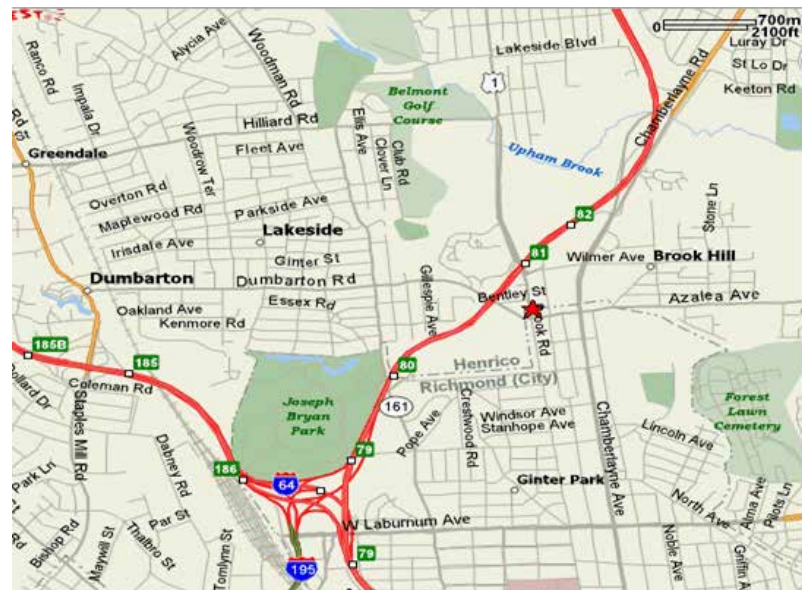 700m
2100ft
Alycia Ave
Woodman Rd
Ranco Rd
Impala Dr
Lakeside Blvd
Luray Dr
St Lo Dr
Keeton Rd
Chamberlayne Rd
1
Belmont
Golf
Course
Hilliard Rd
Ellis Ave
Clover Ln
Club Rd
Fleet Ave
Greendale
Woodrow Ter
Upham Brook
Overton Rd
Maplewood Rd
Parkside Ave
Stone Ln
Irisdale Ave
Lakeside
82
81
Ginter St
Wilmer Ave
Brook Hill
Dumbarton
Dumbarton Rd
Gillespie Ave
Bentley St
Azalea Ave
Essex Rd
Oakland Ave
Kenmore Rd
185B
185
80
Henrico
Richmond (City)
Coleman Rd
Joseph
Bryan
Park
161
Pope Ave
Crestwood Rd
Windsor Ave
Stanhope Ave
Chamberlayne Ave
Forest
Lawn
Cemetery
Lincoln Ave
Staples Mill Rd
Dabney Rd
79
186
64
Ginter Park
Park Ln
North Ave
Alma Ave
Pilots Ln
Par St
W Laburnum Ave
Bishop Rd
Maywill St
Thalbro St
Tomlynn St
195
79
Noble Ave
Griffin A